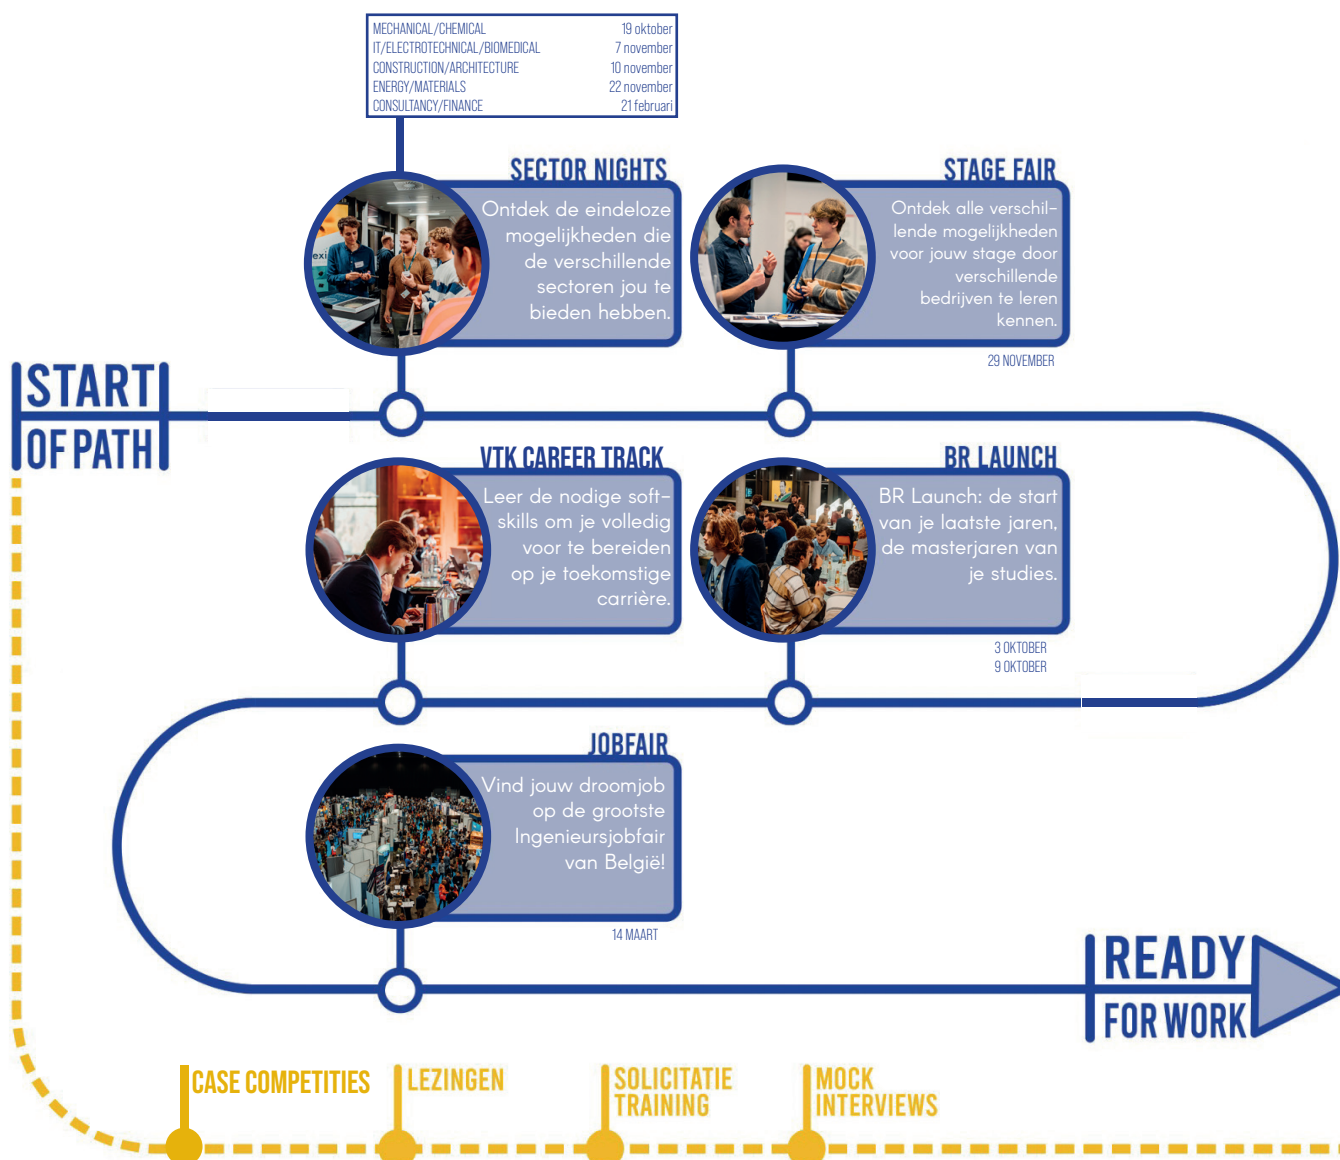 MECHANICAL/CHEMICAL 19 oktober
IT/ELECTROTECHNICAL/BIOMEDICAL 7 november
CONSTRUCTION/ARCHITECTURE 10 november
ENERGY/MATERIALS 22 november
CONSULTANCY/FINANCE 21 februari
SECTOR NIGHTS
Ontdek de eindeloze
mogelijkheden die
de verschillende
sectoren jou te
bieden hebben.
STAGE FAIR
Ontdek alle verschil-
lende mogelijkheden
voor jouw stage door
verschillende
bedrijven te leren
kennen.
29 NOVEMBER
START
OF PATH
VTK CAREER TRACK
Leer de nodige soft-
skills om je volledig
voor te bereiden
op je toekomstige
carrière.
BR LAUNCH
BR Launch: de start
van je laatste jaren,
de masterjaren van
je studies.
3 OKTOBER
9 OKTOBER
JOBFAIR
Vind jouw droomjob
op de grootste
Ingenieursjobfair
van België!
14 MAART
READY
FOR WORK
CASE COMPETITIES
LEZINGEN
SOLICITATIE
TRAINING
MOCK
INTERVIEWS